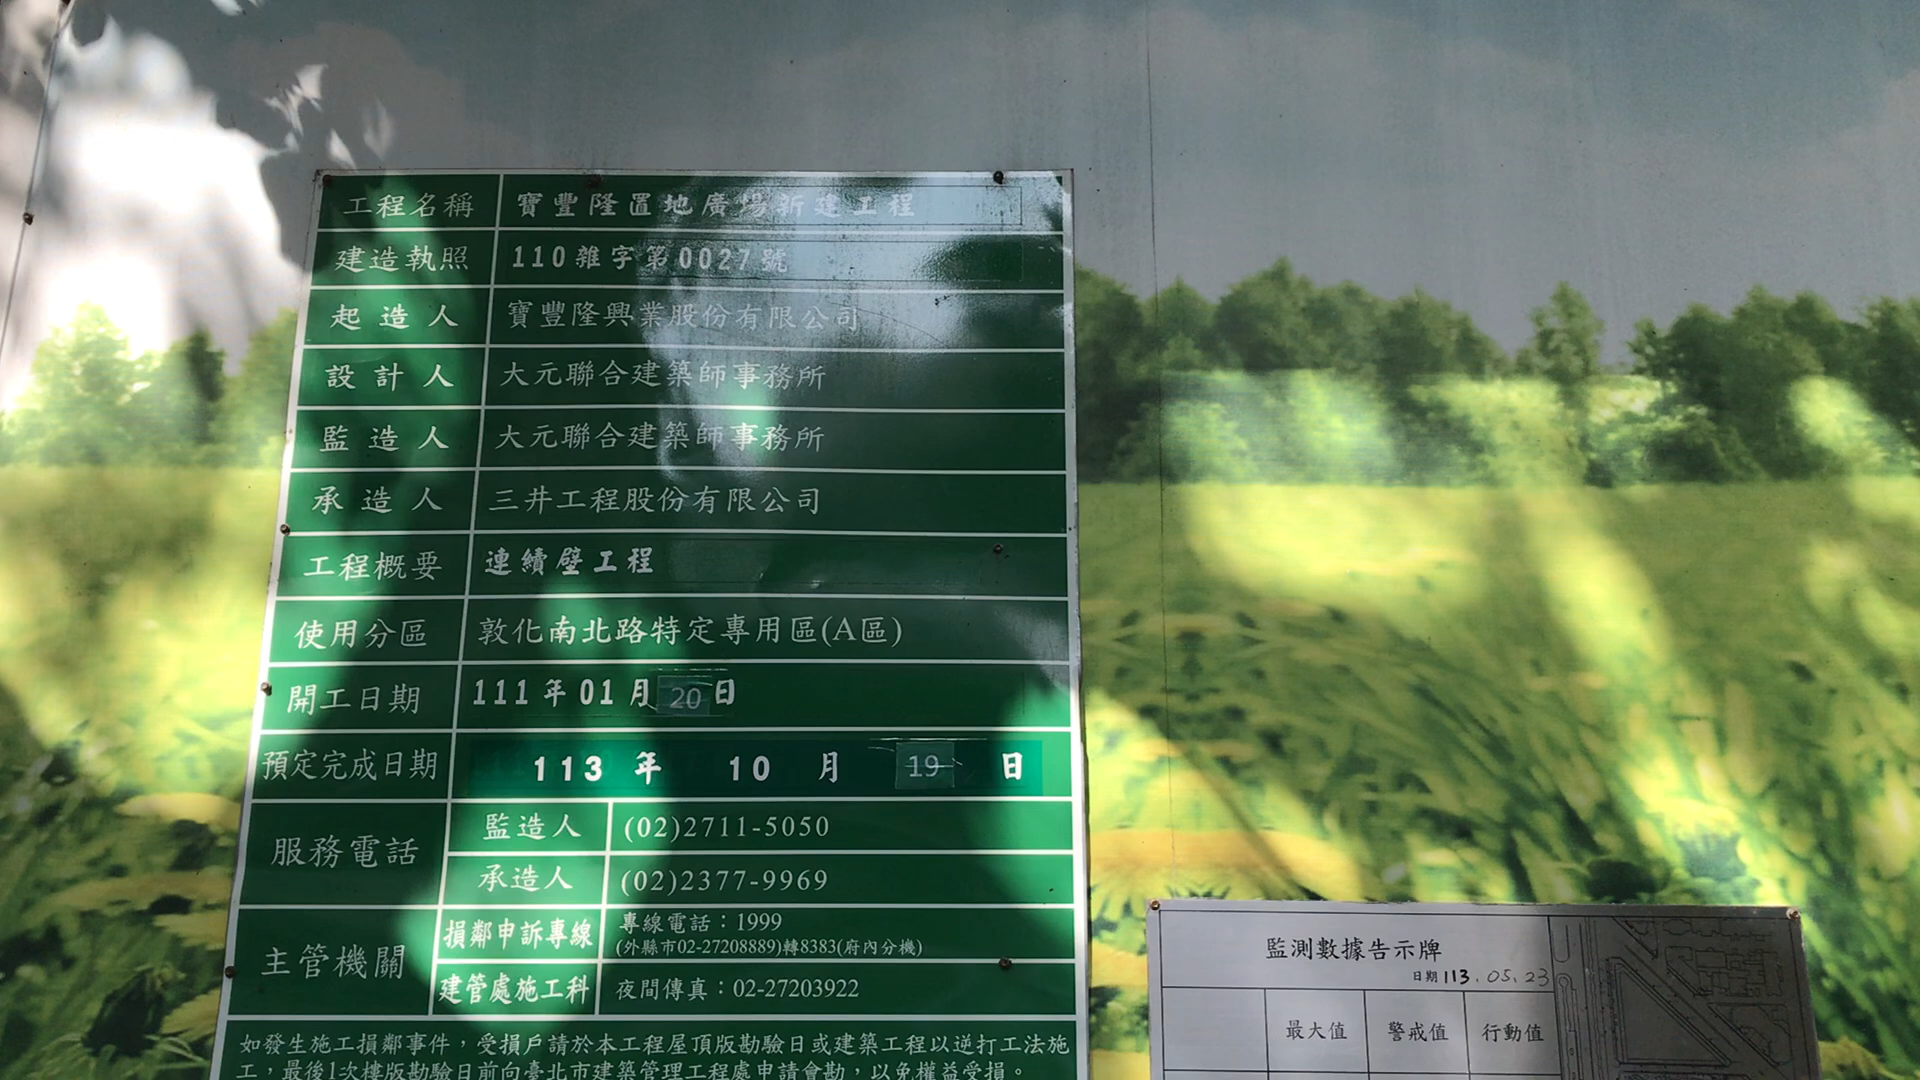 工程名稱 寶豐隆置地廣場新建工程
建造執照 110雜字第0027號
起造人 寶豐隆興業股份有限公司
設計人 大元聯合建築師事務所
監造人 大元聯合建築師事務所
承造人 三井工程股份有限公司
工程概要 連續壁工程
使用分區 敦化南北路特定專用區(A區)
開工日期 111年01月20日
預定完成日期 113年10月19日
服務電話 監造人 (02)2711-5050
承造人 (02)2377-9969
主管機關 損鄰申訴專線 專線電話：1999
(外縣市02-27208889)轉8383(府內分機)
建管處施工科 夜間傳真：02-27203922
如發生施工損鄰事件，受損戶請於本工程屋頂版勘驗日或建築工程以逆打工法施
工，最後1次樓版勘驗日前向臺北市建築管理工程處申請會勘，以免權益受損。
監測數據告示牌
日期 113.05.23
最大值 警戒值 行動值